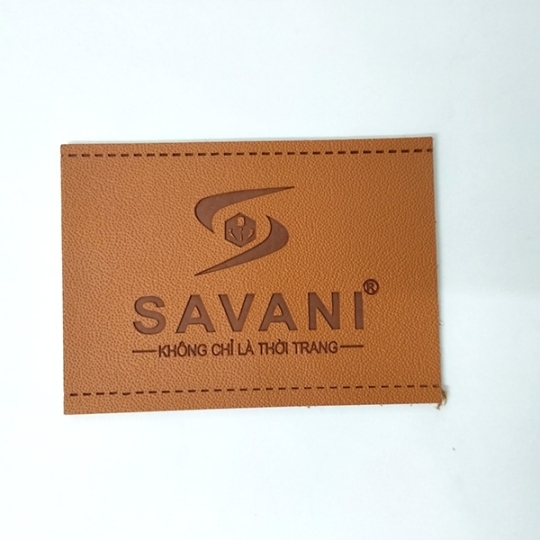 SAVANI®
KHÔNG CHỈ LÀ THỜI TRANG